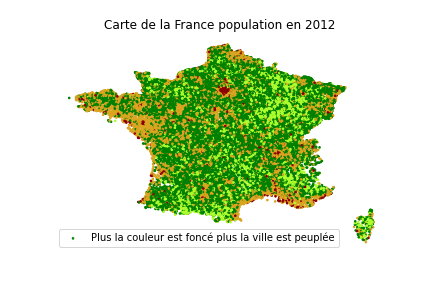 Carte de la France population en 2012
Plus la couleur est foncé plus la ville est peuplée